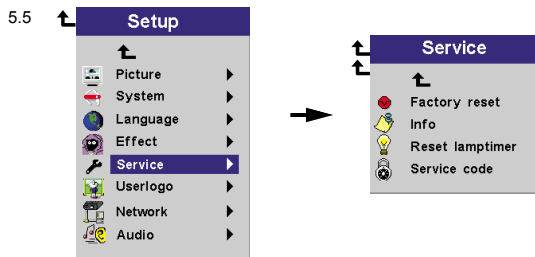 5.5
Setup
Picture
System
Language
Effect
Service
Userlogo
Network
Audio
Service
Factory reset
Info
Reset lamptimer
Service code